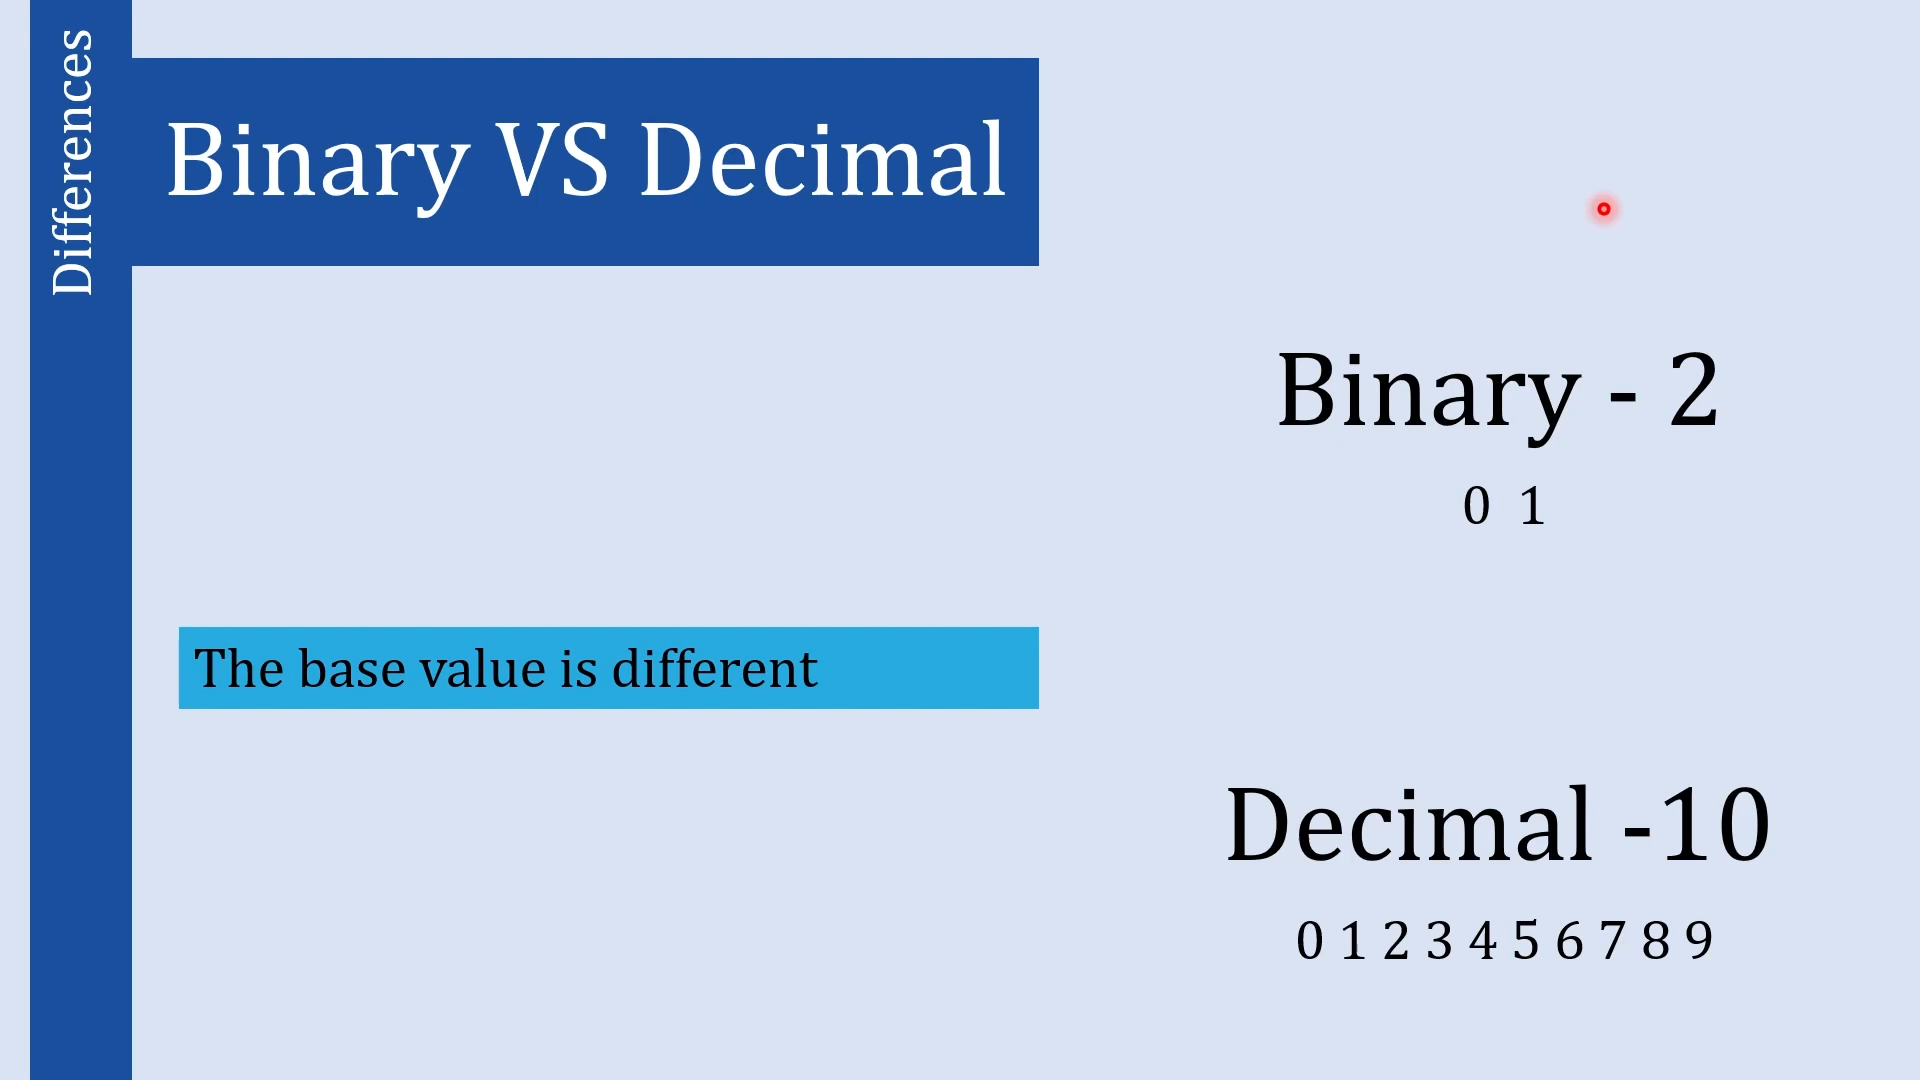 Differences
Binary VS Decimal
Binary - 2
0 1
The base value is different
Decimal -10
0 1 2 3 4 5 6 7 8 9